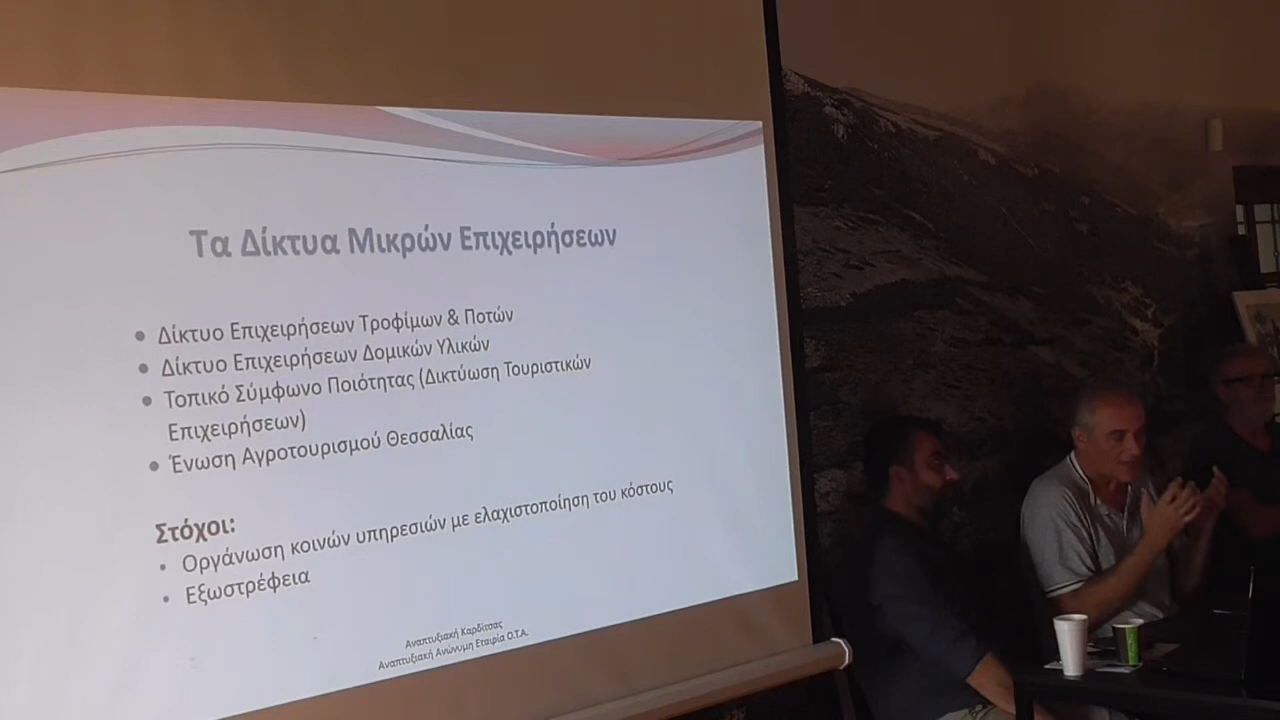 Τα Δίκτυα Μικρών Επιχειρήσεων
• Δίκτυο Επιχειρήσεων Τροφίμων & Ποτών
• Δίκτυο Επιχειρήσεων Δομικών Υλικών
• Τοπικό Σύμφωνο Ποιότητας (Δικτύωση Τουριστικών
Επιχειρήσεων)
• Ένωση Αγροτουρισμού Θεσσαλίας
Στόχοι:
• Οργάνωση κοινών υπηρεσιών με ελαχιστοποίηση του κόστους
• Εξωστρέφεια
Αναπτυξιακή Καρδίτσας
Αναπτυξιακή Ανώνυμη Εταιρία Ο.Τ.Α.